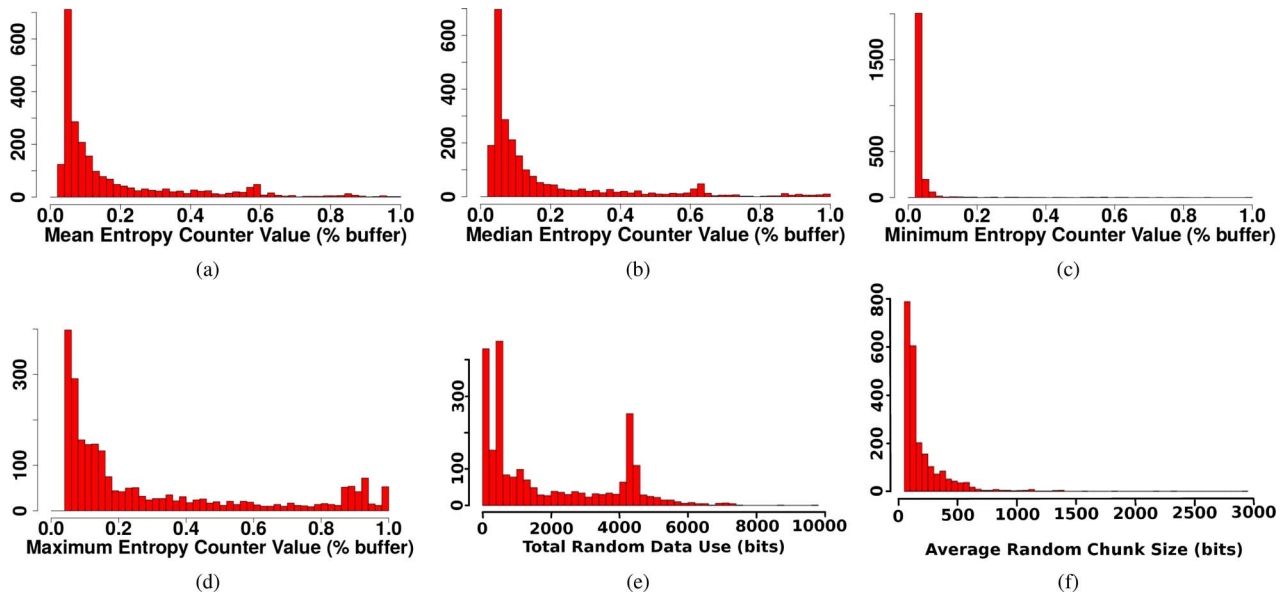 600
400
200
0
0.0 0.2 0.4 0.6 0.8 1.0
Mean Entropy Counter Value (% buffer)
(a)
600
400
200
0
0.0 0.2 0.4 0.6 0.8 1.0
Median Entropy Counter Value (% buffer)
(b)
1500
500
0
0.0 0.2 0.4 0.6 0.8 1.0
Minimum Entropy Counter Value (% buffer)
(c)
300
100
0
0.0 0.2 0.4 0.6 0.8 1.0
Maximum Entropy Counter Value (% buffer)
(d)
300
100
0
0 2000 4000 6000 8000 10000
Total Random Data Use (bits)
(e)
800
600
400
200
0
0 500 1000 1500 2000 2500 3000
Average Random Chunk Size (bits)
(f)